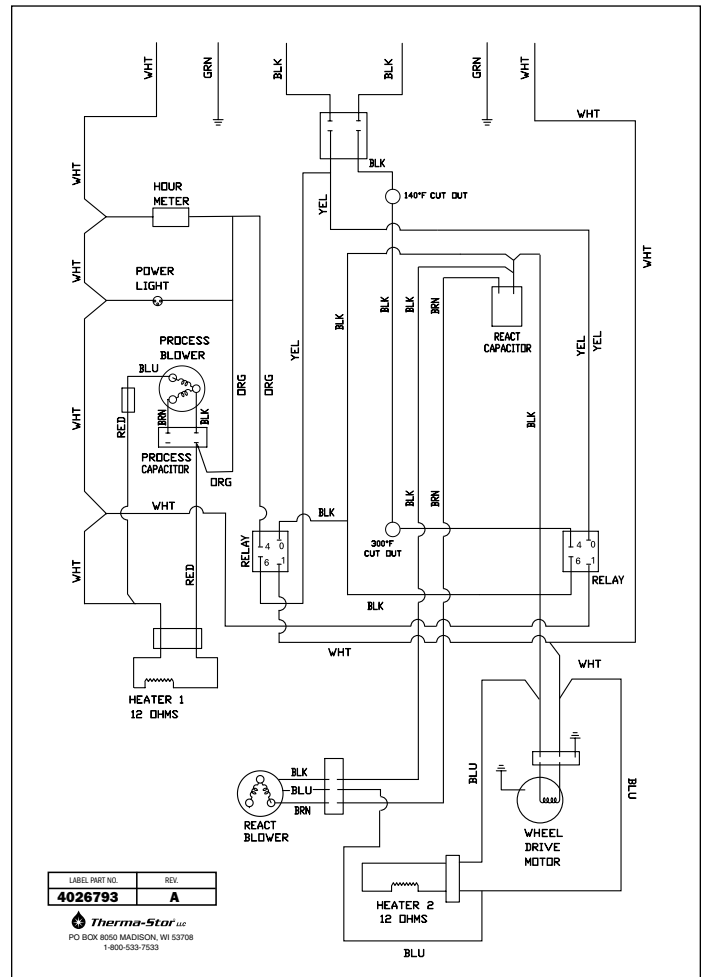 WHT
GRN
BLK
BLK
GRN
WHT
WHT
BLK
WHT
HOUR
METER
140°F CUT OUT
YEL
WHT
WHT
POWER
LIGHT
BLK
BLK
BLK
BRN
REACT
CAPACITOR
YEL
YEL
YEL
PROCESS
BLOWER
BLU
ORG
ORG
RED
BRN
BLK
BLK
WHT
PROCESS
CAPACITOR
ORG
WHT
BLK
BLK
BRN
RELAY
4 0
6 1
300°F
CUT OUT
4 0
6 1
RELAY
WHT
RED
BLK
WHT
WHT
HEATER 1
12 OHMS
BLK
BLU
BRN
REACT
BLOWER
BLU
BLU
WHEEL
DRIVE
MOTOR
HEATER 2
12 OHMS
BLU
LABEL PART NO. REV.
4026793 A
Therma-Stor LLC
PO BOX 8050 MADISON, WI 53708
1-800-533-7533